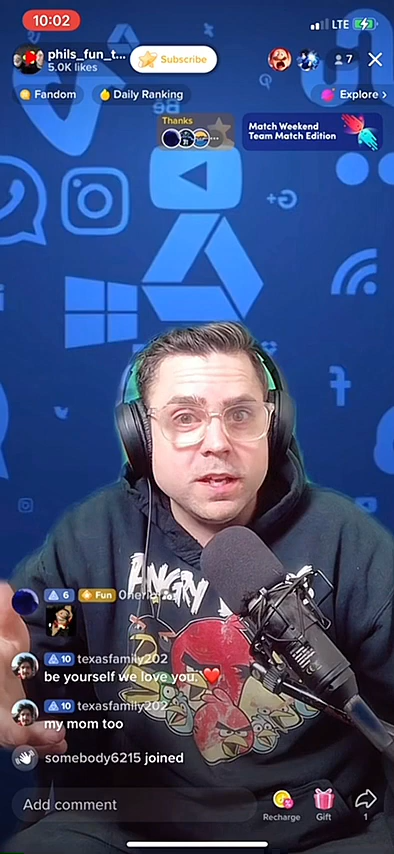 10:02
LTE
phils_fun_t...
5.0K likes
Subscribe
7
Fandom
Daily Ranking
Explore >
Thanks
Match Weekend
Team Match Edition
ANGRY
6
Fun
10 texasfamily202
be yourself we love you. ❤️
10 texasfamily202
my mom too
somebody6215 joined
Add comment
Recharge
Gift
1